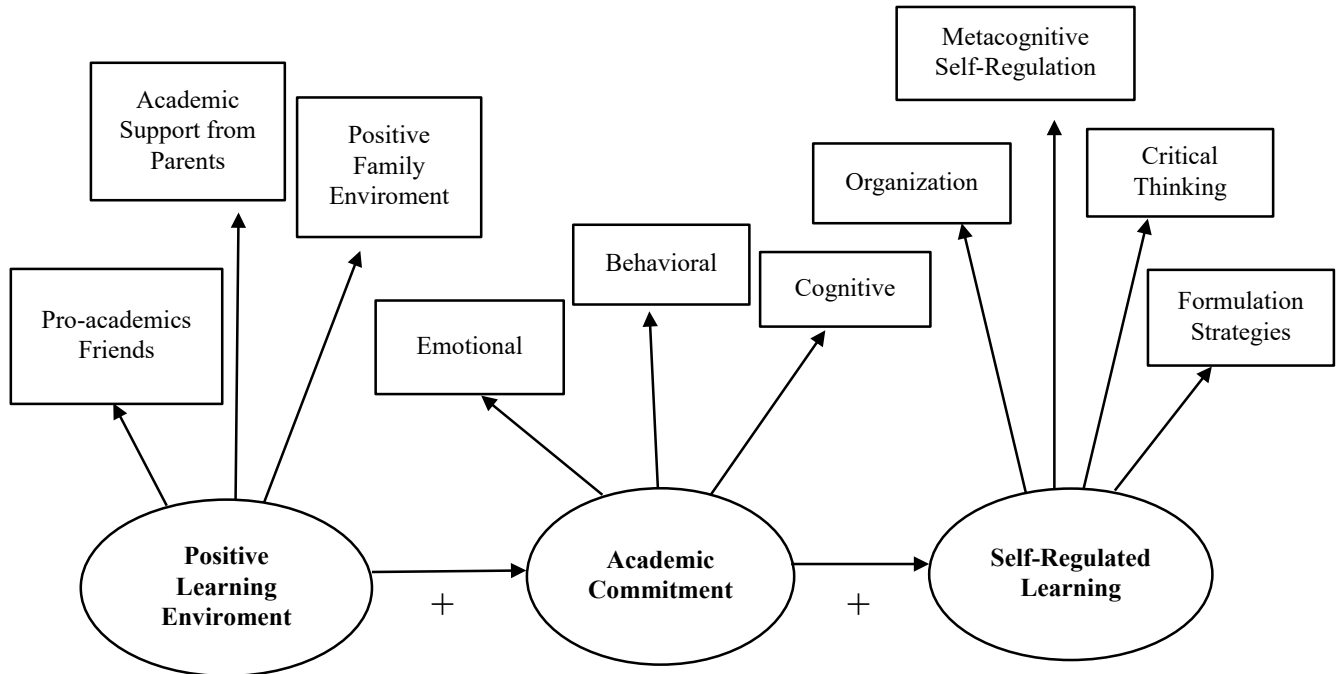 Metacognitive
Self-Regulation
Academic
Support from
Parents
Positive
Family
Enviroment
Critical
Thinking
Organization
Behavioral
Cognitive
Formulation
Strategies
Pro-academics
Friends
Emotional
Positive
Learning
Enviroment
+
Academic
Commitment
+
Self-Regulated
Learning